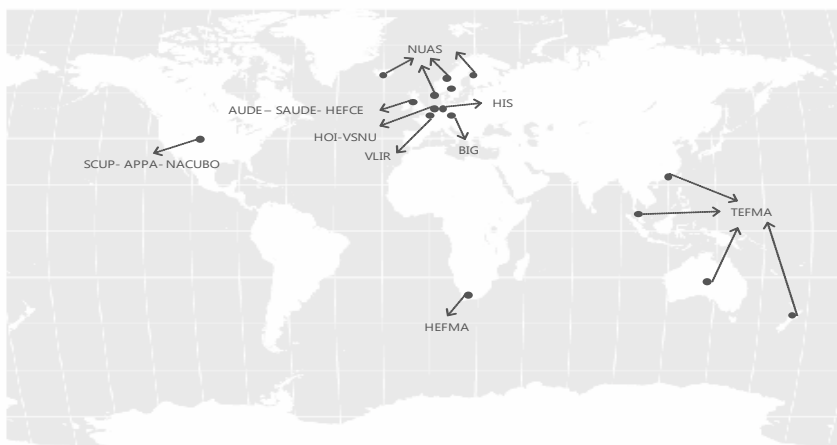 NUAS
AUDE – SAUDE- HEFCE
HIS
HOI-VSNU
BIG
VLIR
SCUP- APPA- NACUBO
TEFMA
HEFMA